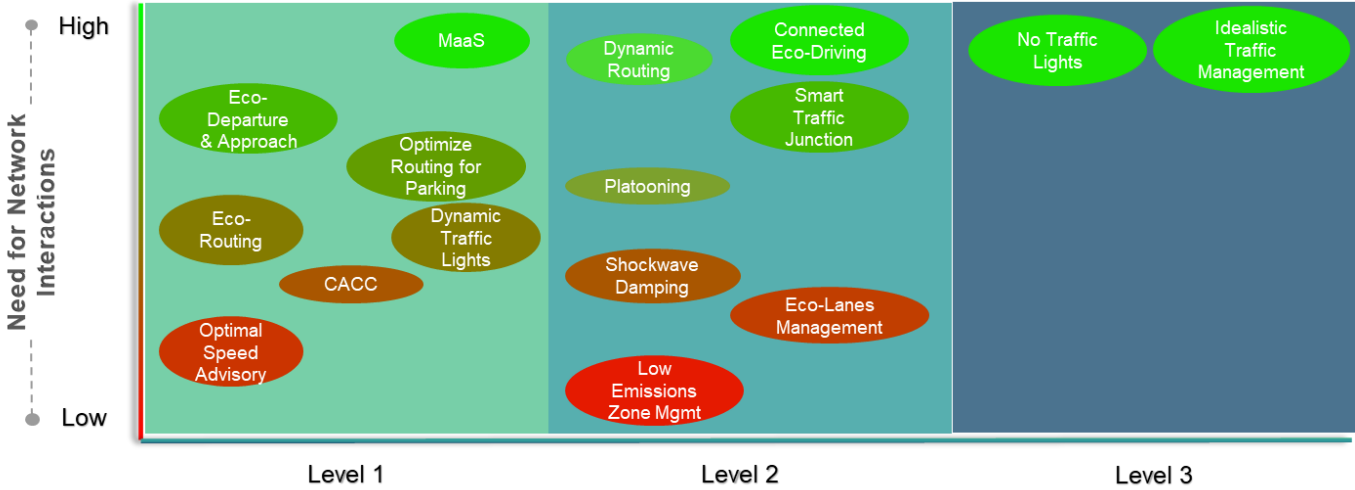 High
Need for Network
Interactions
Low
MaaS
Eco-
Departure
& Approach
Optimize
Routing for
Parking
Eco-
Routing
Dynamic
Traffic
Lights
CACC
Optimal
Speed
Advisory
Dynamic
Routing
Connected
Eco-Driving
Smart
Traffic
Junction
Platooning
Shockwave
Damping
Eco-Lanes
Management
Low
Emissions
Zone Mgmt
No Traffic
Lights
Idealistic
Traffic
Management
Level 1
Level 2
Level 3